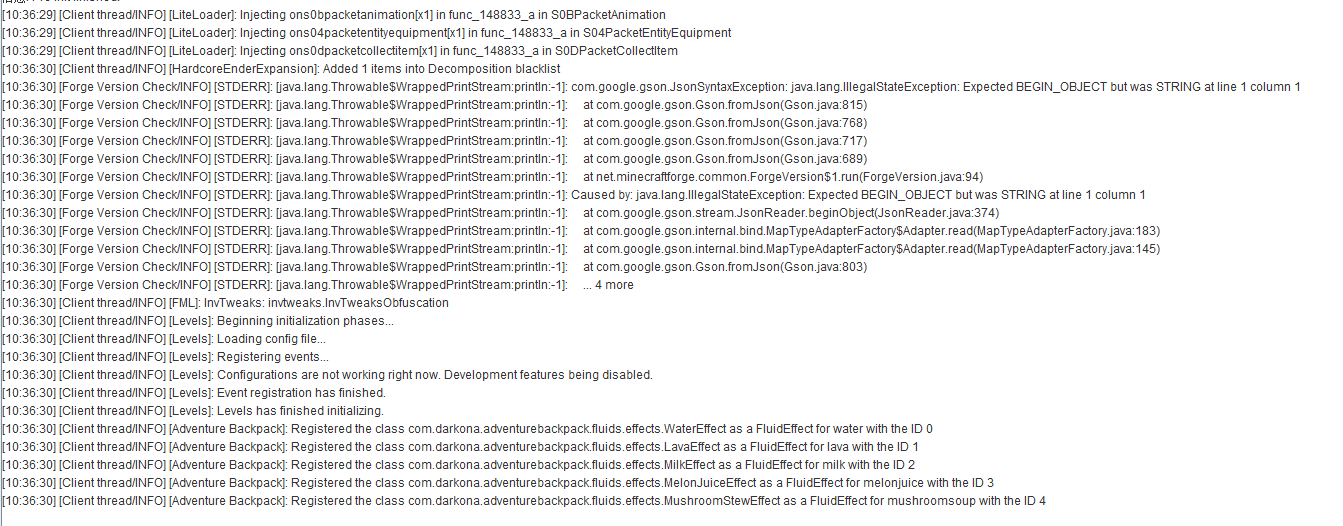 [10:36:29] [Client thread/INFO] [LiteLoader]: Injecting ons0bpacketanimation[x1] in func_148833_a in S0BPacketAnimation
[10:36:29] [Client thread/INFO] [LiteLoader]: Injecting ons04packetentityequipment[x1] in func_148833_a in S04PacketEntityEquipment
[10:36:29] [Client thread/INFO] [LiteLoader]: Injecting ons0dpacketcollectitem[x1] in func_148833_a in S0DPacketCollectItem
[10:36:30] [Client thread/INFO] [HardcoreEnderExpansion]: Added 1 items into Decomposition blacklist
[10:36:30] [Forge Version Check/INFO] [STDERR]: [java.lang.Throwable$WrappedPrintStream:println:-1]: com.google.gson.JsonSyntaxException: java.lang.IllegalStateException: Expected BEGIN_OBJECT but was STRING at line 1 column 1
[10:36:30] [Forge Version Check/INFO] [STDERR]: [java.lang.Throwable$WrappedPrintStream:println:-1]: at com.google.gson.Gson.fromJson(Gson.java:815)
[10:36:30] [Forge Version Check/INFO] [STDERR]: [java.lang.Throwable$WrappedPrintStream:println:-1]: at com.google.gson.Gson.fromJson(Gson.java:768)
[10:36:30] [Forge Version Check/INFO] [STDERR]: [java.lang.Throwable$WrappedPrintStream:println:-1]: at com.google.gson.Gson.fromJson(Gson.java:717)
[10:36:30] [Forge Version Check/INFO] [STDERR]: [java.lang.Throwable$WrappedPrintStream:println:-1]: at com.google.gson.Gson.fromJson(Gson.java:689)
[10:36:30] [Forge Version Check/INFO] [STDERR]: [java.lang.Throwable$WrappedPrintStream:println:-1]: at net.minecraftforge.common.ForgeVersion$1.run(ForgeVersion.java:94)
[10:36:30] [Forge Version Check/INFO] [STDERR]: [java.lang.Throwable$WrappedPrintStream:println:-1]: Caused by: java.lang.IllegalStateException: Expected BEGIN_OBJECT but was STRING at line 1 column 1
[10:36:30] [Forge Version Check/INFO] [STDERR]: [java.lang.Throwable$WrappedPrintStream:println:-1]: at com.google.gson.stream.JsonReader.beginObject(JsonReader.java:374)
[10:36:30] [Forge Version Check/INFO] [STDERR]: [java.lang.Throwable$WrappedPrintStream:println:-1]: at com.google.gson.internal.bind.MapTypeAdapterFactory$Adapter.read(MapTypeAdapterFactory.java:183)
[10:36:30] [Forge Version Check/INFO] [STDERR]: [java.lang.Throwable$WrappedPrintStream:println:-1]: at com.google.gson.internal.bind.MapTypeAdapterFactory$Adapter.read(MapTypeAdapterFactory.java:145)
[10:36:30] [Forge Version Check/INFO] [STDERR]: [java.lang.Throwable$WrappedPrintStream:println:-1]: at com.google.gson.Gson.fromJson(Gson.java:803)
[10:36:30] [Forge Version Check/INFO] [STDERR]: [java.lang.Throwable$WrappedPrintStream:println:-1]: ... 4 more
[10:36:30] [Client thread/INFO] [FML]: InvTweaks: invtweaks.InvTweaksObfuscation
[10:36:30] [Client thread/INFO] [Levels]: Beginning initialization phases...
[10:36:30] [Client thread/INFO] [Levels]: Loading config file...
[10:36:30] [Client thread/INFO] [Levels]: Registering events...
[10:36:30] [Client thread/INFO] [Levels]: Configurations are not working right now. Development features being disabled.
[10:36:30] [Client thread/INFO] [Levels]: Event registration has finished.
[10:36:30] [Client thread/INFO] [Levels]: Levels has finished initializing.
[10:36:30] [Client thread/INFO] [Adventure Backpack]: Registered the class com.darkona.adventurebackpack.fluids.effects.WaterEffect as a FluidEffect for water with the ID 0
[10:36:30] [Client thread/INFO] [Adventure Backpack]: Registered the class com.darkona.adventurebackpack.fluids.effects.LavaEffect as a FluidEffect for lava with the ID 1
[10:36:30] [Client thread/INFO] [Adventure Backpack]: Registered the class com.darkona.adventurebackpack.fluids.effects.MilkEffect as a FluidEffect for milk with the ID 2
[10:36:30] [Client thread/INFO] [Adventure Backpack]: Registered the class com.darkona.adventurebackpack.fluids.effects.MelonJuiceEffect as a FluidEffect for melonjuice with the ID 3
[10:36:30] [Client thread/INFO] [Adventure Backpack]: Registered the class com.darkona.adventurebackpack.fluids.effects.MushroomStewEffect as a FluidEffect for mushroomsoup with the ID 4